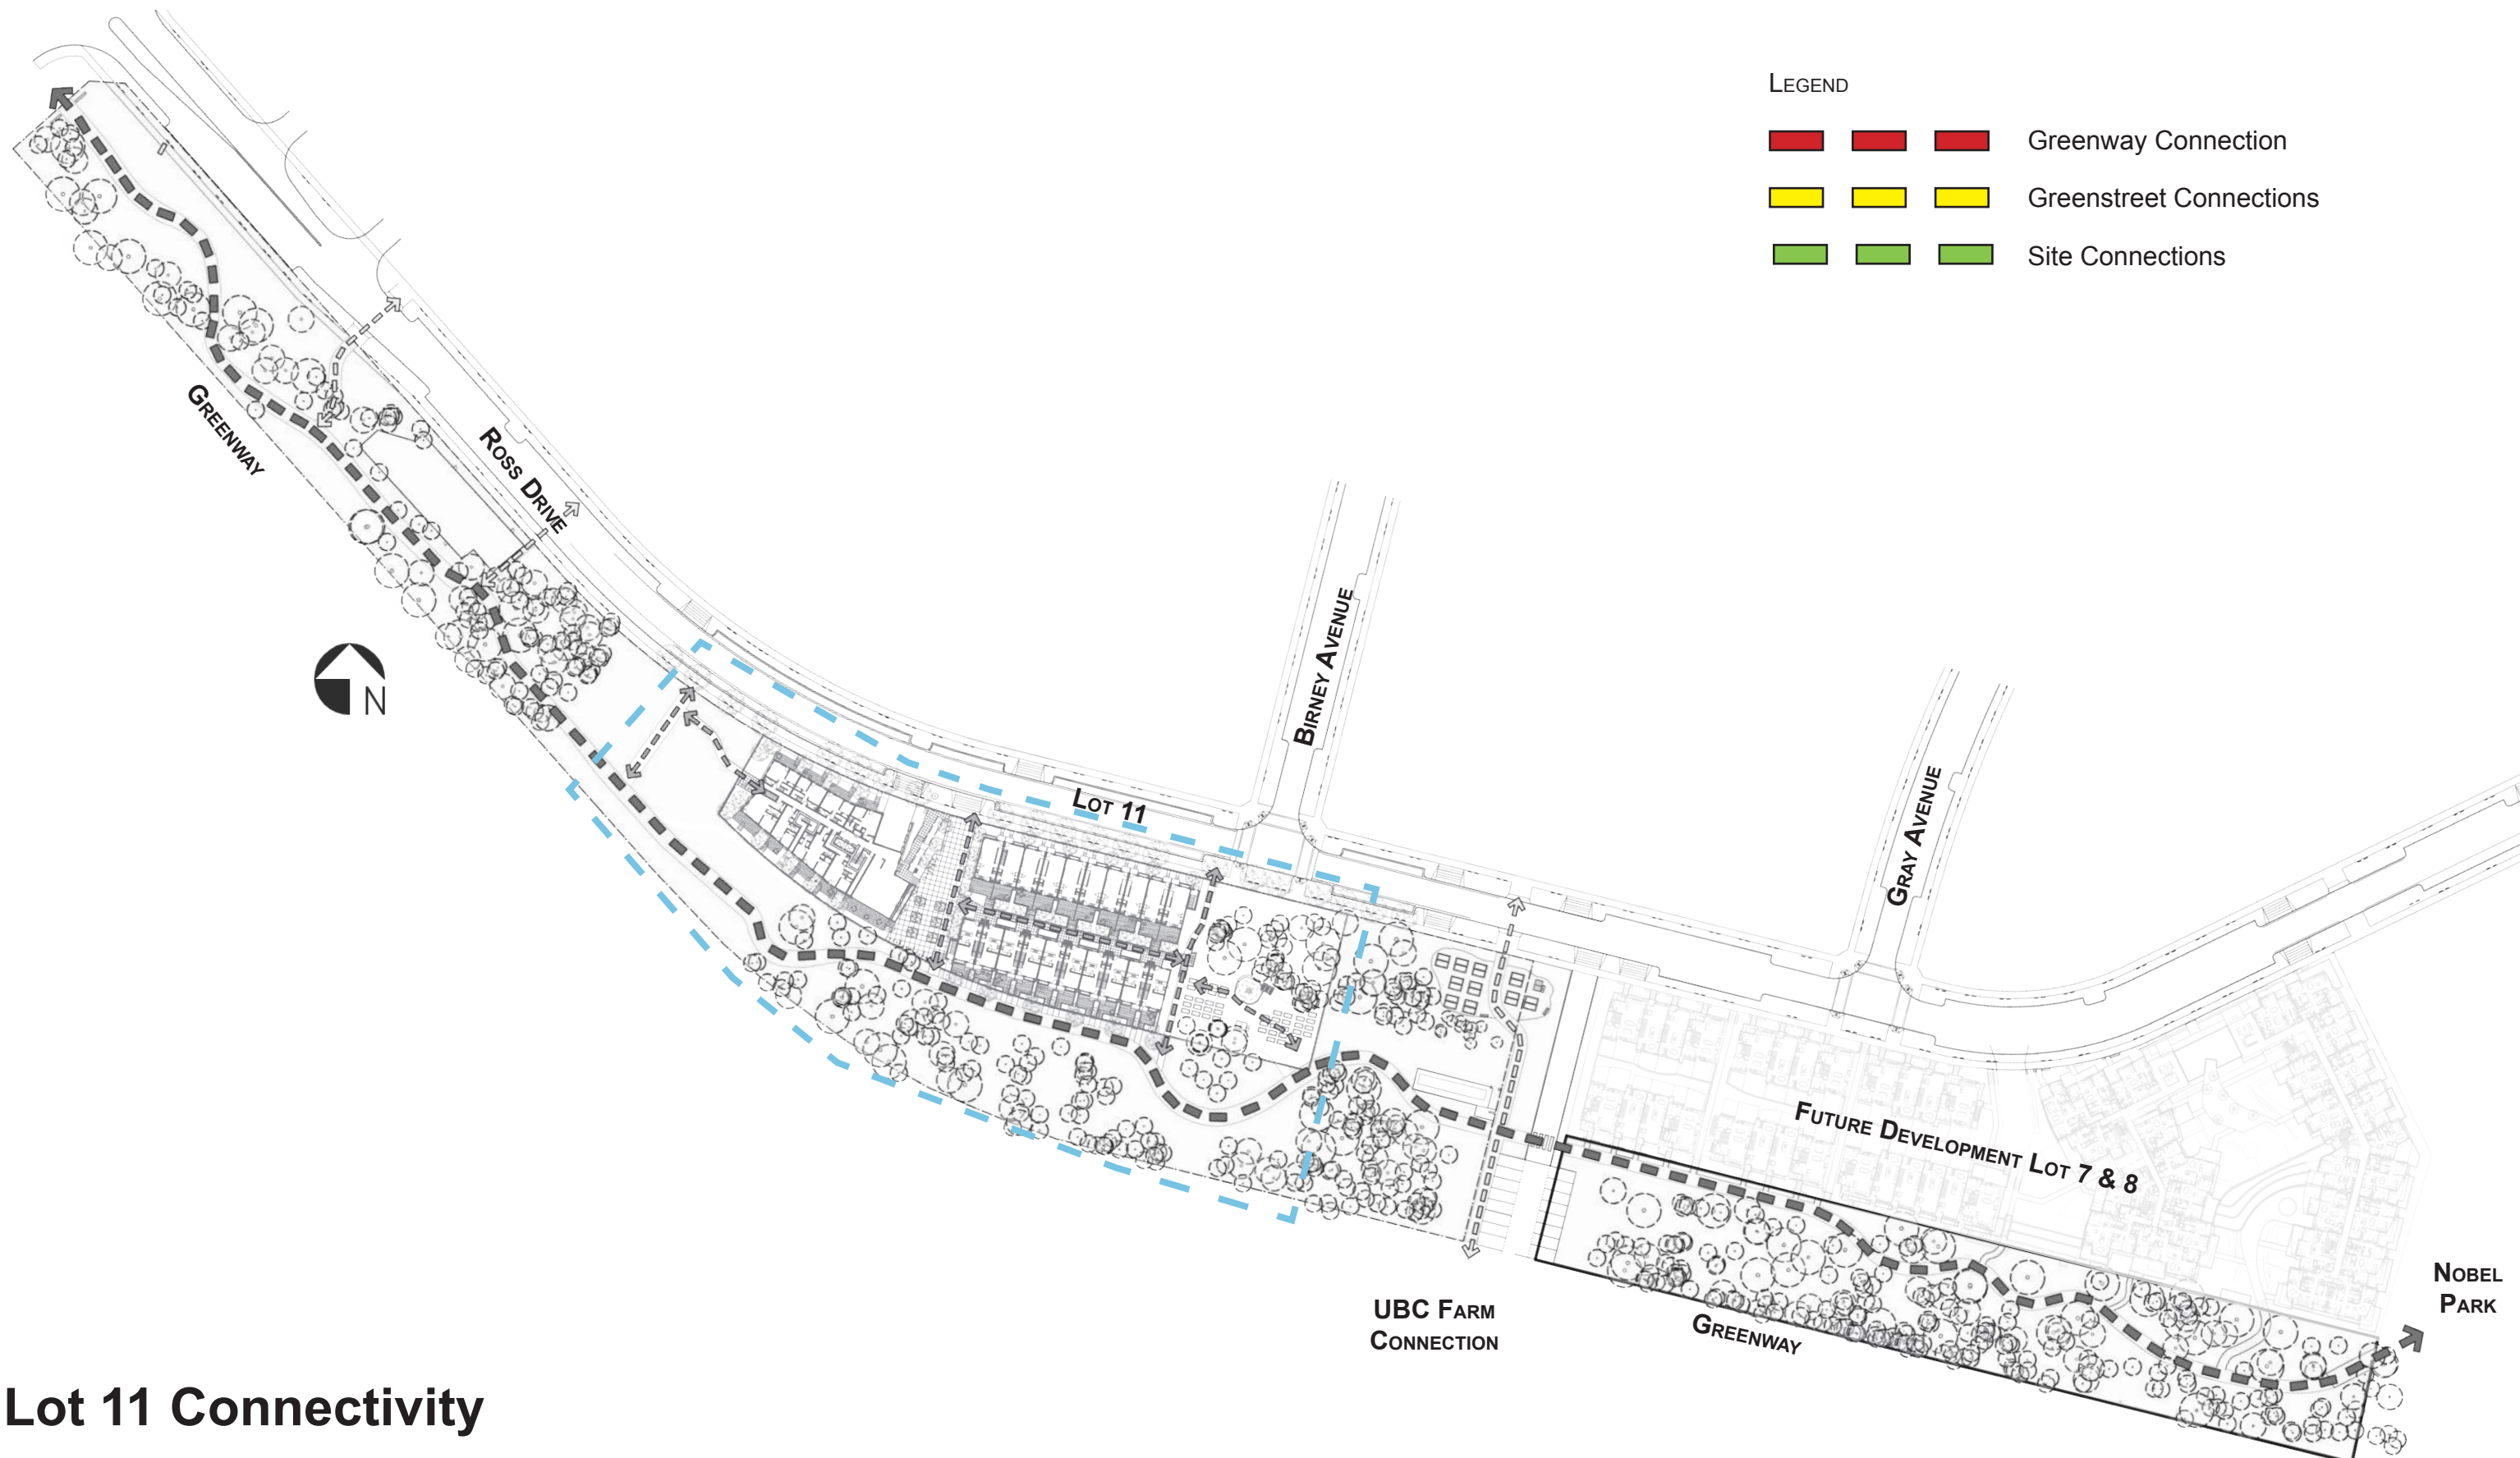 Legend
Greenway Connection
Greenstreet Connections
Site Connections
Greenway
Ross Drive
N
Birney Avenue
Lot 11
Gray Avenue
Future Development Lot 7 & 8
Nobel
Park
UBC Farm
Connection
Greenway
Lot 11 Connectivity